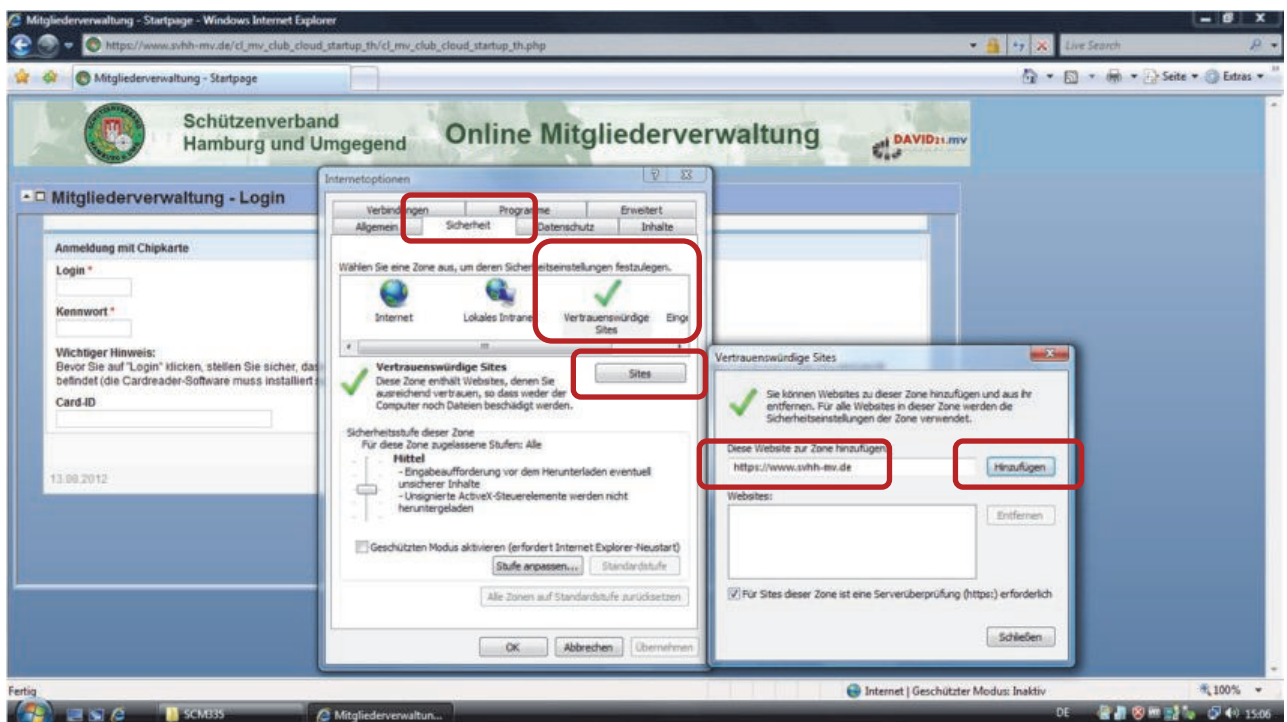 Mitgliederverwaltung - Startpage - Windows Internet Explorer
https://www.svhh-mv.de/cl_mv_club_cloud_startup_th/cl_mv_club_cloud_startup_th.php
Live Search
Mitgliederverwaltung - Startpage
Seite
Extras
Schützenverband
Hamburg und Umgegend
Online Mitgliederverwaltung
DAVID21.mv
Mitgliederverwaltung - Login
Anmeldung mit Chipkarte
Login *
Kennwort *
Wichtiger Hinweis:
Bevor Sie auf "Login" klicken, stellen Sie sicher, das
befindet (die Cardreader-Software muss installiert
Card-ID
2012
Internetoptionen
Verbindungen
Programme
Erweitert
Allgemein
Sicherheit
Datenschutz
Inhalte
Wählen Sie eine Zone aus, um deren Sicherheitseinstellungen festzulegen.
Internet
Lokales Intranet
Vertrauenswürdige
Sites
Einge
Vertrauenswürdige Sites
Diese Zone enthält Websites, denen Sie
ausreichend vertrauen, so dass weder der
Computer noch Dateien beschädigt werden.
Sites
Sicherheitsstufe dieser Zone
Für diese Zone zugelassene Stufen: Alle
Mittel
- Eingabeaufforderung vor dem Herunterladen eventuell
unsicherer Inhalte
- Unsignierte ActiveX-Steuerelemente werden nicht
heruntergeladen
Geschützten Modus aktivieren (erfordert Internet Explorer-Neustart)
Stufe anpassen...
Standardstufe
Alle Zonen auf Standardstufe zurücksetzen
OK
Abbrechen
Übernehmen
Vertrauenswürdige Sites
Sie können Websites zu dieser Zone hinzufügen und aus ihr
entfernen. Für alle Websites in dieser Zone werden die
Sicherheitseinstellungen der Zone verwendet.
Diese Website zur Zone hinzufügen:
https://www.svhh-mv.de
Hinzufügen
Websites:
Entfernen
Für Sites dieser Zone ist eine Serverüberprüfung (https:) erforderlich
Schließen
Fertig
Internet | Geschützter Modus: Inaktiv
100%
SCM335
Mitgliederverwaltun...
DE
15:06